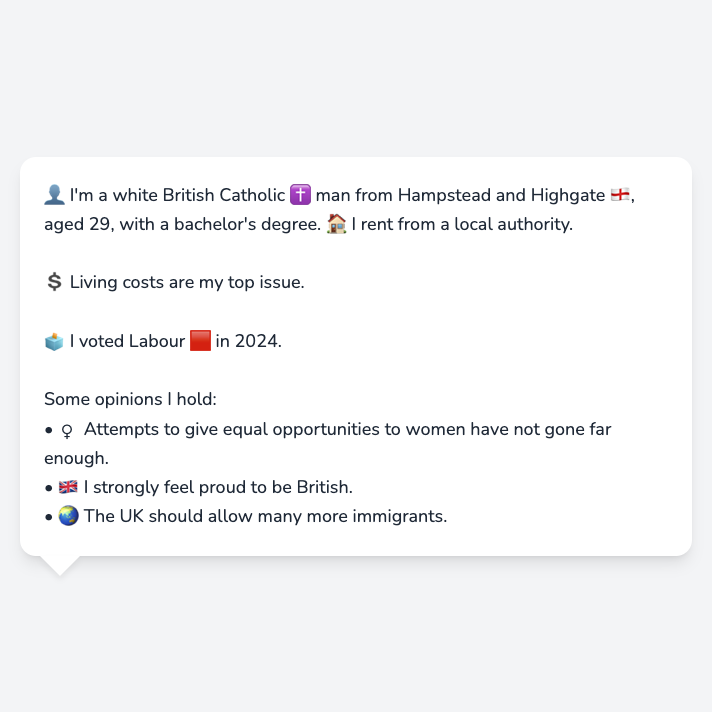 👤 I'm a white British Catholic ✝️ man from Hampstead and Highgate 🏴󠁧󠁢󠁥󠁮󠁧󠁿,
aged 29, with a bachelor's degree. 🏠 I rent from a local authority.
💲 Living costs are my top issue.
🗳️ I voted Labour 🟥 in 2024.
Some opinions I hold:
• ♀️ Attempts to give equal opportunities to women have not gone far
enough.
• 🇬🇧 I strongly feel proud to be British.
• 🌏 The UK should allow many more immigrants.